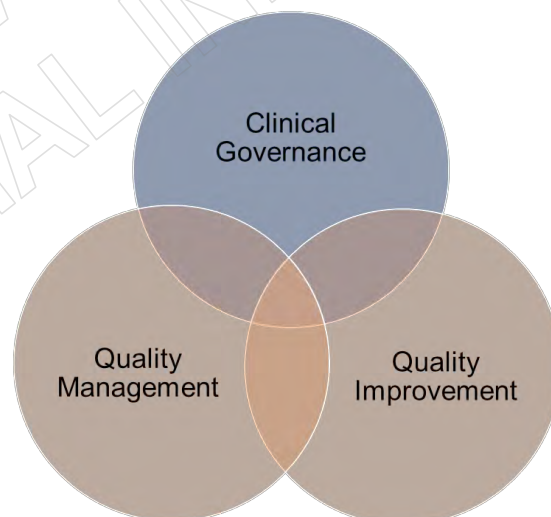 Clinical
Governance
Quality
Management
Quality
Improvement